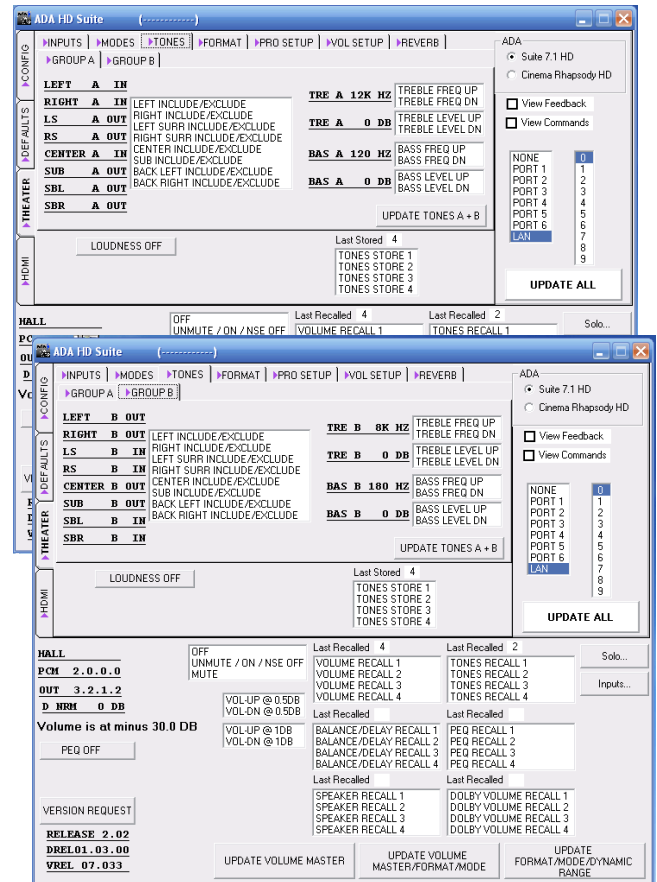 ADA HD Suite (------------)
INPUTS MODES TONES FORMAT PRO SETUP VOL SETUP REVERB
GROUP A GROUP B
CONFIG
DEFAULTS
THEATER
HDMI
LEFT A IN
RIGHT A IN
LS A OUT
RS A OUT
CENTER A IN
SUB A OUT
SBL A OUT
SBR A OUT
LEFT INCLUDE/EXCLUDE
RIGHT INCLUDE/EXCLUDE
LEFT SURR INCLUDE/EXCLUDE
RIGHT SURR INCLUDE/EXCLUDE
CENTER INCLUDE/EXCLUDE
SUB INCLUDE/EXCLUDE
BACK LEFT INCLUDE/EXCLUDE
BACK RIGHT INCLUDE/EXCLUDE
TRE A 12K HZ
TREBLE FREQ UP
TREBLE FREQ DN
TRE A 0 DB
TREBLE LEVEL UP
TREBLE LEVEL DN
BAS A 120 HZ
BASS FREQ UP
BASS FREQ DN
BAS A 0 DB
BASS LEVEL UP
BASS LEVEL DN
UPDATE TONES A + B
LOUDNESS OFF
Last Stored 4
TONES STORE 1
TONES STORE 2
TONES STORE 3
TONES STORE 4
ADA
Suite 7.1 HD
Cinema Rhapsody HD
View Feedback
View Commands
NONE
PORT 1
PORT 2
PORT 3
PORT 4
PORT 5
PORT 6
LAN
0
1
2
3
4
5
6
7
8
9
UPDATE ALL
HALL
OFF
UNMUTE / ON / NSE OFF
Last Recalled 4
VOLUME RECALL 1
Last Recalled 2
TONES RECALL 1
Solo...
ADA HD Suite (------------)
INPUTS MODES TONES FORMAT PRO SETUP VOL SETUP REVERB
GROUP A GROUP B
CONFIG
DEFAULTS
THEATER
HDMI
LEFT B OUT
RIGHT B OUT
LS B IN
RS B IN
CENTER B OUT
SUB B OUT
SBL B IN
SBR B IN
LEFT INCLUDE/EXCLUDE
RIGHT INCLUDE/EXCLUDE
LEFT SURR INCLUDE/EXCLUDE
RIGHT SURR INCLUDE/EXCLUDE
CENTER INCLUDE/EXCLUDE
SUB INCLUDE/EXCLUDE
BACK LEFT INCLUDE/EXCLUDE
BACK RIGHT INCLUDE/EXCLUDE
TRE B 8K HZ
TREBLE FREQ UP
TREBLE FREQ DN
TRE B 0 DB
TREBLE LEVEL UP
TREBLE LEVEL DN
BAS B 180 HZ
BASS FREQ UP
BASS FREQ DN
BAS B 0 DB
BASS LEVEL UP
BASS LEVEL DN
UPDATE TONES A + B
LOUDNESS OFF
Last Stored 4
TONES STORE 1
TONES STORE 2
TONES STORE 3
TONES STORE 4
ADA
Suite 7.1 HD
Cinema Rhapsody HD
View Feedback
View Commands
NONE
PORT 1
PORT 2
PORT 3
PORT 4
PORT 5
PORT 6
LAN
0
1
2
3
4
5
6
7
8
9
UPDATE ALL
HALL
PCM 2.0.0.0
OUT 3.2.1.2
D NRM 0 DB
Volume is at minus 30.0 DB
PEQ OFF
VERSION REQUEST
RELEASE 2.02
DREL01.03.00
VREL 07.033
OFF
UNMUTE / ON / NSE OFF
MUTE
VOL-UP @ 0.5DB
VOL-DN @ 0.5DB
VOL-UP @ 1DB
VOL-DN @ 1DB
Last Recalled 4
VOLUME RECALL 1
VOLUME RECALL 2
VOLUME RECALL 3
VOLUME RECALL 4
Last Recalled 2
TONES RECALL 1
TONES RECALL 2
TONES RECALL 3
TONES RECALL 4
Last Recalled
BALANCE/DELAY RECALL 1
BALANCE/DELAY RECALL 2
BALANCE/DELAY RECALL 3
BALANCE/DELAY RECALL 4
Last Recalled
PEQ RECALL 1
PEQ RECALL 2
PEQ RECALL 3
PEQ RECALL 4
Last Recalled
SPEAKER RECALL 1
SPEAKER RECALL 2
SPEAKER RECALL 3
SPEAKER RECALL 4
Last Recalled
DOLBY VOLUME RECALL 1
DOLBY VOLUME RECALL 2
DOLBY VOLUME RECALL 3
DOLBY VOLUME RECALL 4
Solo...
Inputs...
UPDATE VOLUME MASTER
UPDATE VOLUME
MASTER/FORMAT/MODE
UPDATE
FORMAT/MODE/DYNAMIC
RANGE